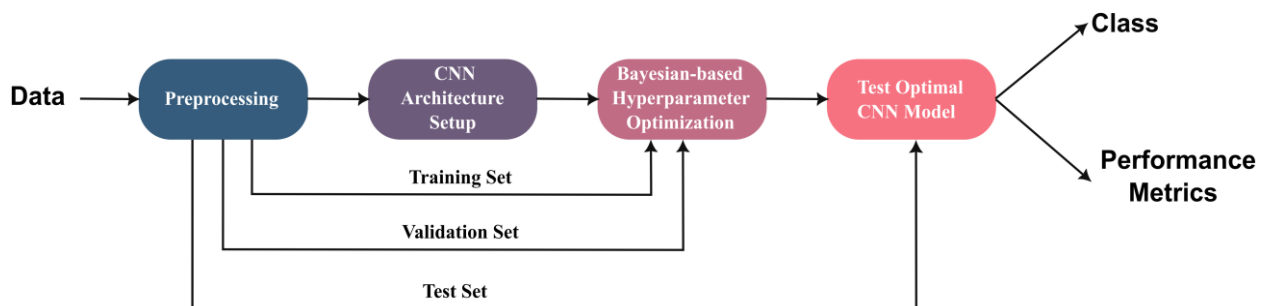 Data
Preprocessing
CNN
Architecture
Setup
Bayesian-based
Hyperparameter
Optimization
Test Optimal
CNN Model
Class
Performance
Metrics
Training Set
Validation Set
Test Set